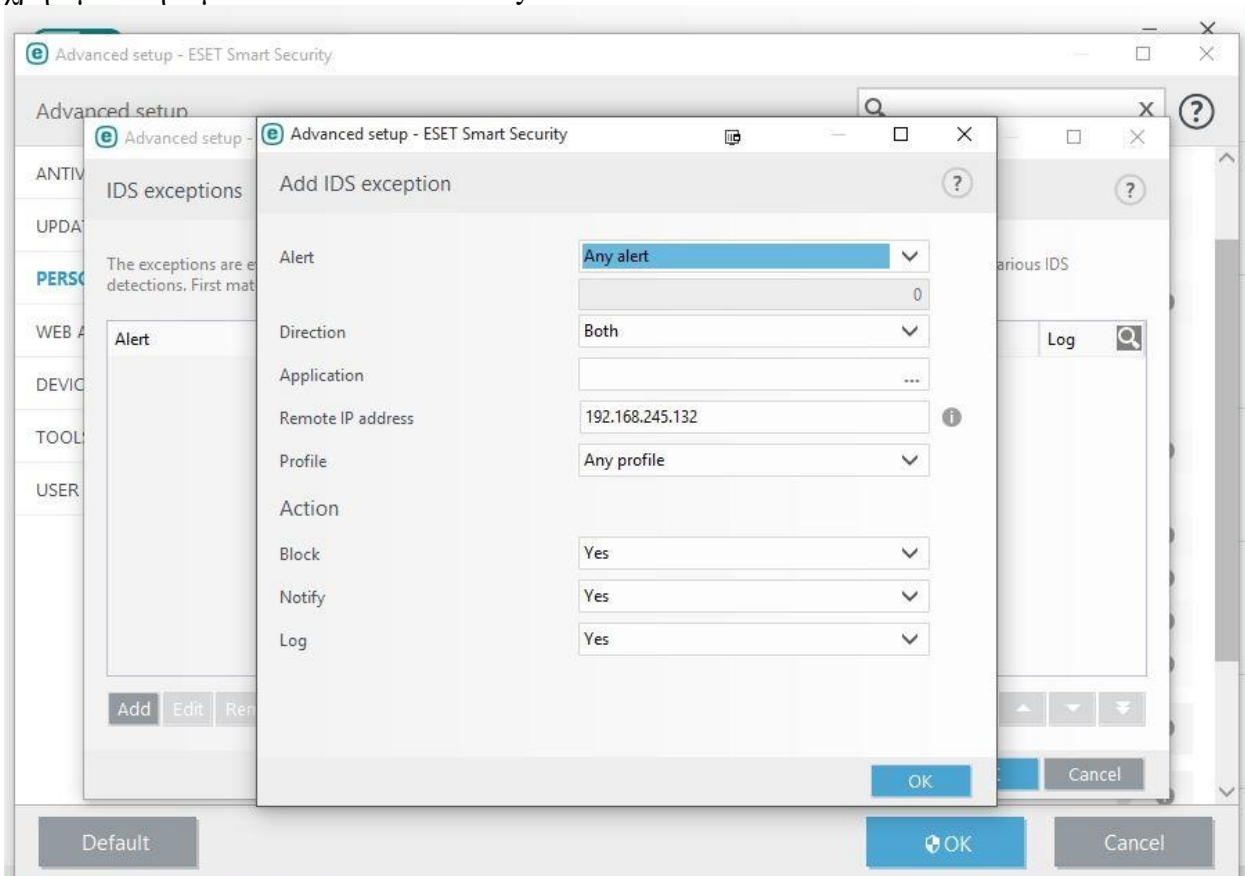 Advanced setup - ESET Smart Security
Advanced setup
x
?
ANTIV
UPDA
PERSO
WEB A
DEVIC
TOOL
USER
Advanced setup -
IDS exceptions
?
The exceptions are e
arious IDS
detections. First mat
Alert
Log
Add Edit Rem
Cancel
Advanced setup - ESET Smart Security
Add IDS exception
?
Alert Any alert
0
Direction Both
Application ...
Remote IP address 192.168.245.132
Profile Any profile
Action
Block Yes
Notify Yes
Log Yes
OK
Default
OK
Cancel